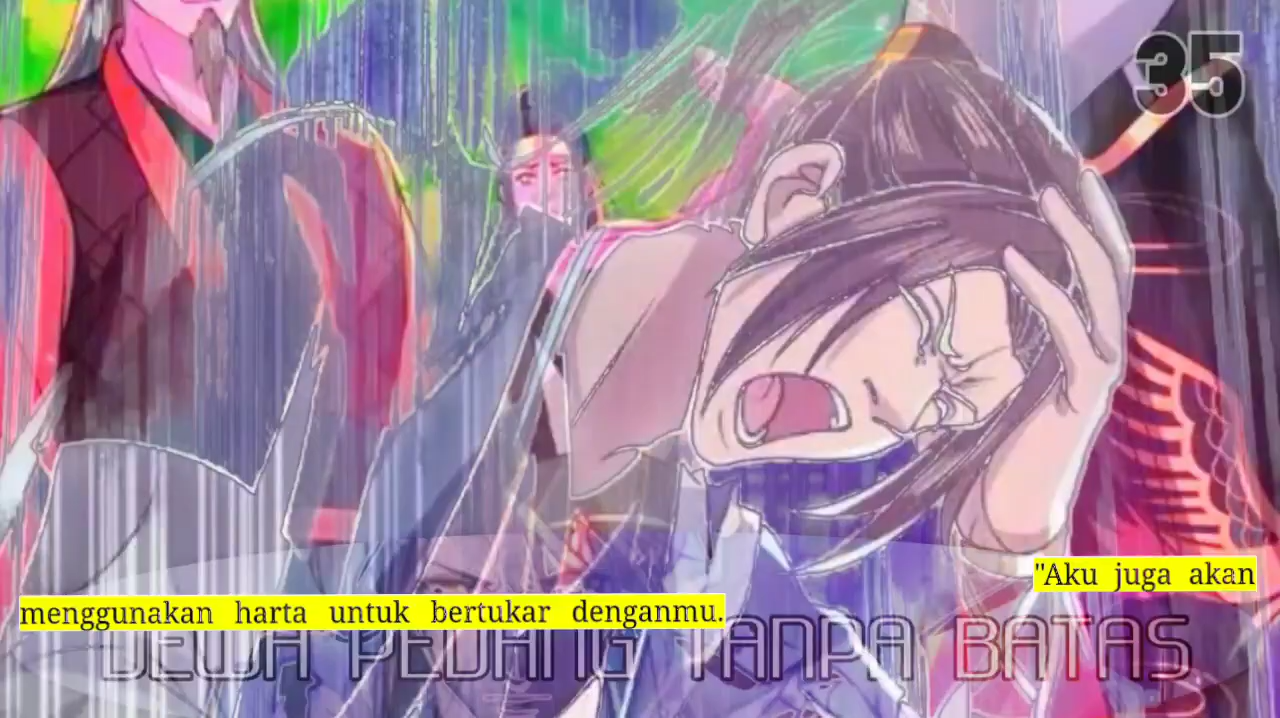 35
"Aku juga akan
menggunakan harta untuk bertukar denganmu.
DEWA PEDANG TANPA BATAS